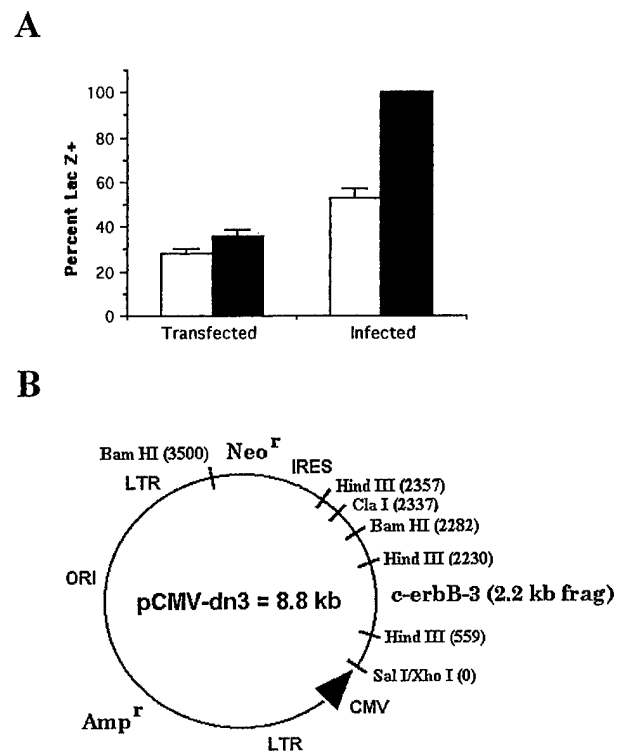 A
Percent Lac Z+
100
80
60
40
20
0
Transfected
Infected
B
Bam HI (3500)
Neo r
LTR
IRES
Hind III (2357)
Cla I (2337)
Bam HI (2282)
Hind III (2230)
ORI
pCMV-dn3 = 8.8 kb
c-erbB-3 (2.2 kb frag)
Hind III (559)
Sal I/Xho I (0)
CMV
Amp r
LTR